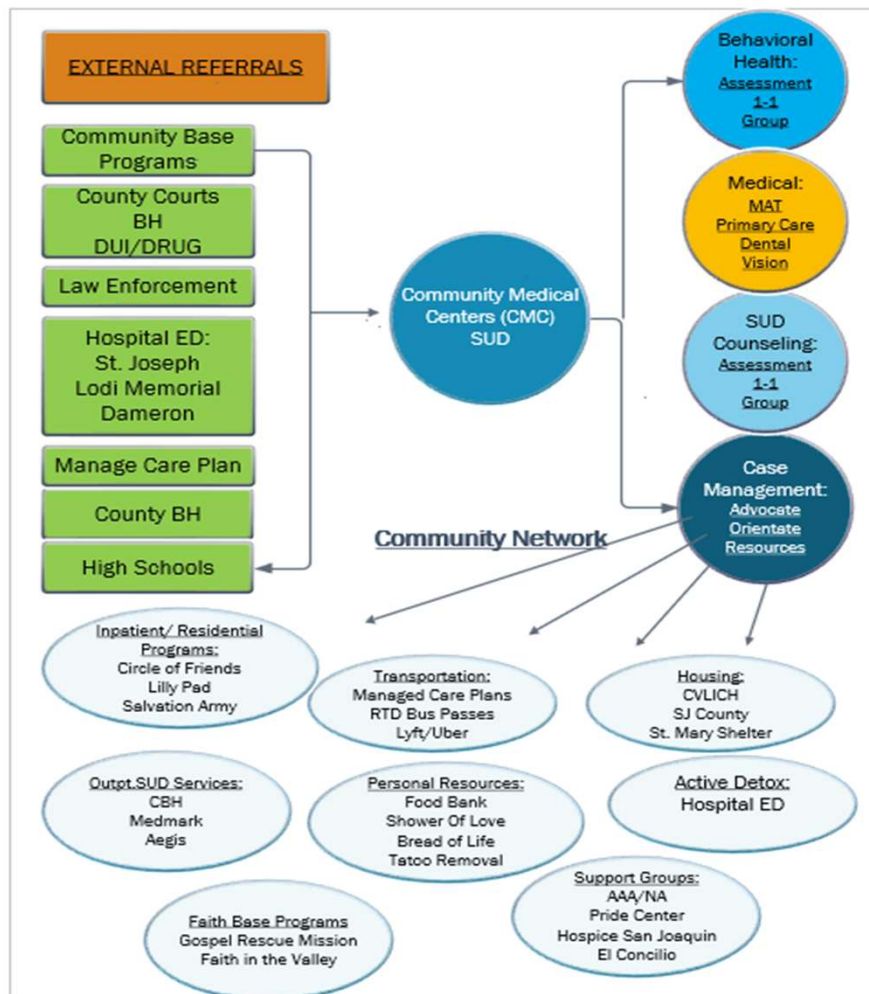 EXTERNAL REFERRALS
Community Base
Programs
County Courts
BH
DUI/DRUG
Law Enforcement
Hospital ED:
St. Joseph
Lodi Memorial
Dameron
Manage Care Plan
County BH
High Schools
Community Medical
Centers (CMC)
SUD
Behavioral
Health:
Assessment
1-1
Group
Medical:
MAT
Primary Care
Dental
Vision
SUD
Counseling:
Assessment
1-1
Group
Case
Management:
Advocate
Orientate
Resources
Community Network
Inpatient/ Residential
Programs:
Circle of Friends
Lilly Pad
Salvation Army
Transportation:
Managed Care Plans
RTD Bus Passes
Lyft/Uber
Housing:
CVLICH
SJ County
St. Mary Shelter
Outpt.SUD Services:
CBH
Medmark
Aegis
Personal Resources:
Food Bank
Shower Of Love
Bread of Life
Tatoo Removal
Active Detox:
Hospital ED
Faith Base Programs
Gospel Rescue Mission
Faith in the Valley
Support Groups:
AAA/NA
Pride Center
Hospice San Joaquin
El Concilio